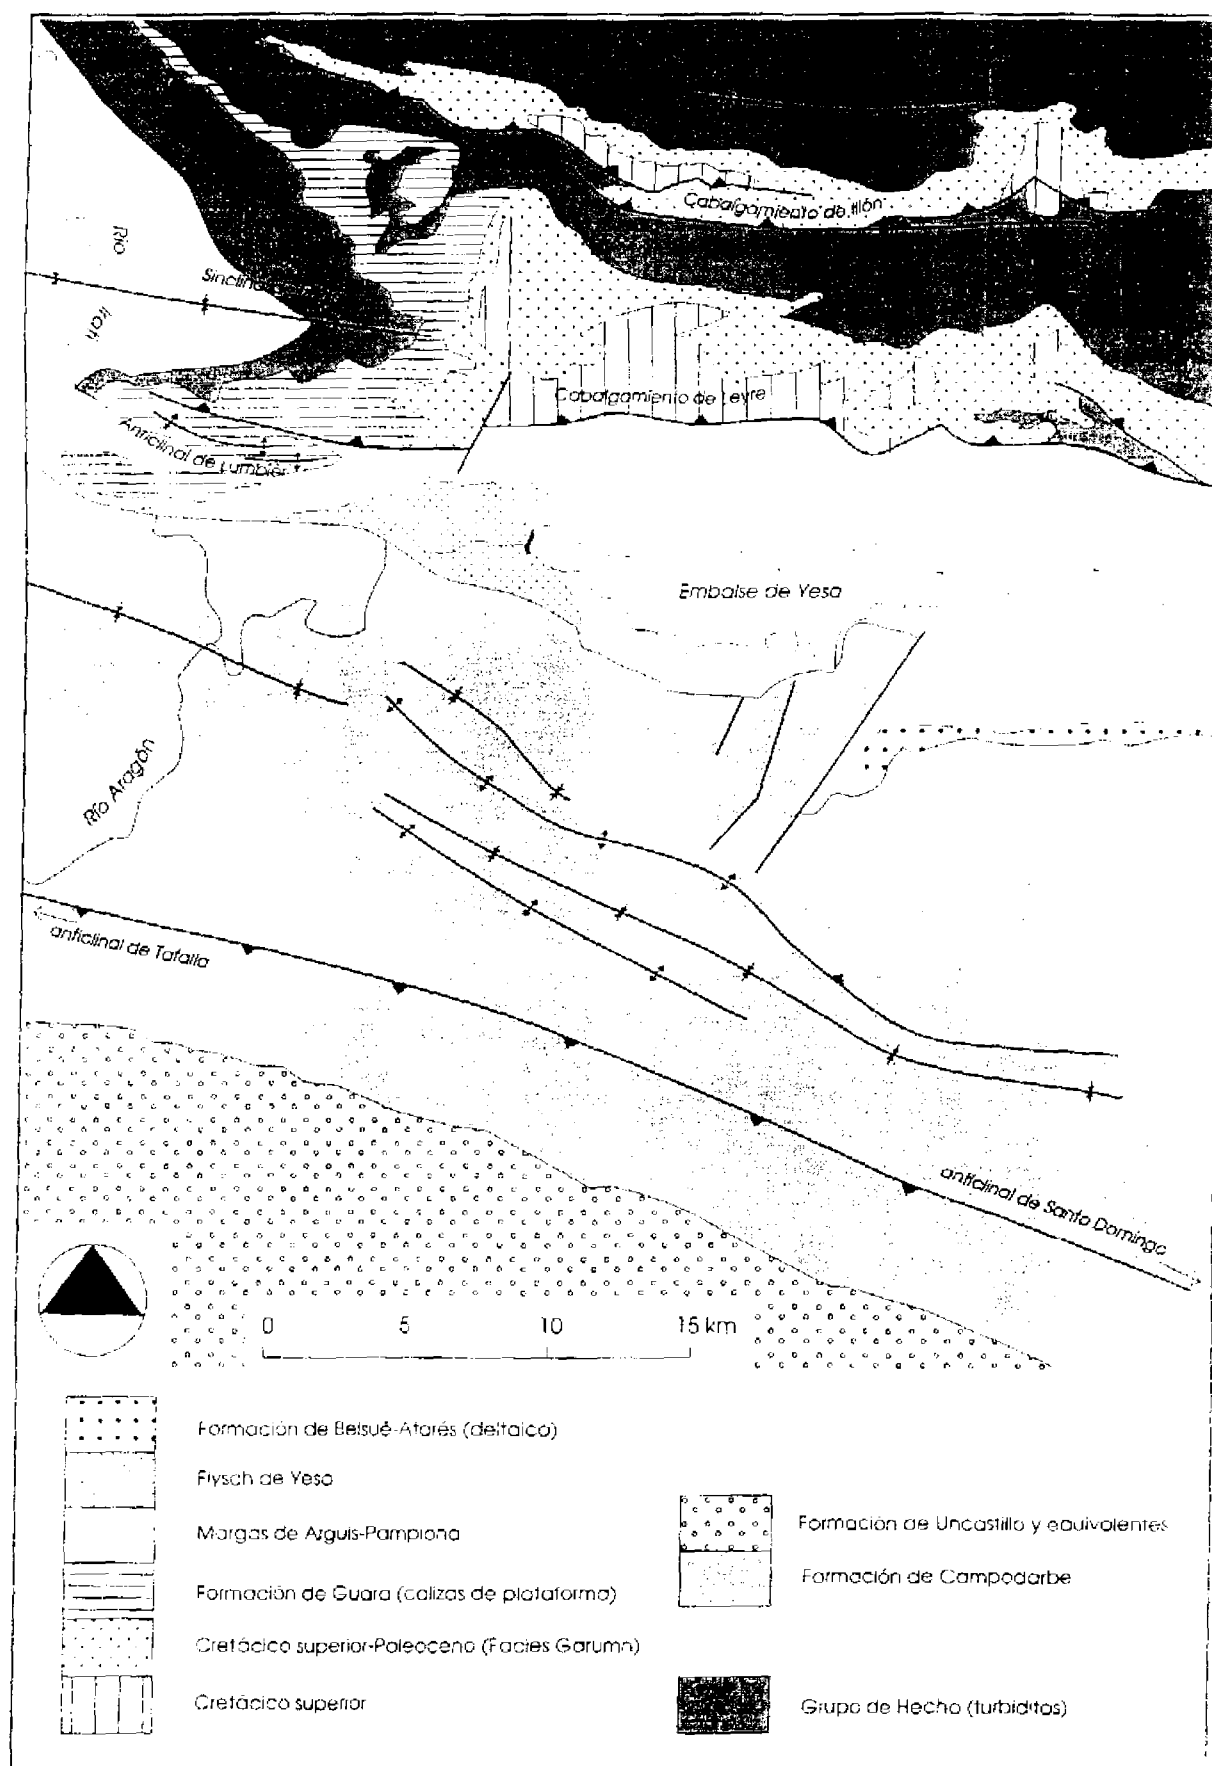 Cabalgamiento de Illón
Río
Irati
Cabalgamiento de Leyre
Anticlinal de Lumbier
Embalse de Yesa
Río Aragón
anticlinal de Tafalla
anticlinal de Santo Domingo
0 5 10 15 km
Formación de Belsué-Atarés (deltaico)
Flysch de Yesa
Margas de Arguis-Pamplona
Formación de Guara (calizas de plataforma)
Cretácico superior-Paleoceno (Facies Garumn)
Cretácico superior
Formación de Uncastillo y equivalentes
Formación de Campodarbe
Grupo de Hecho (turbiditas)